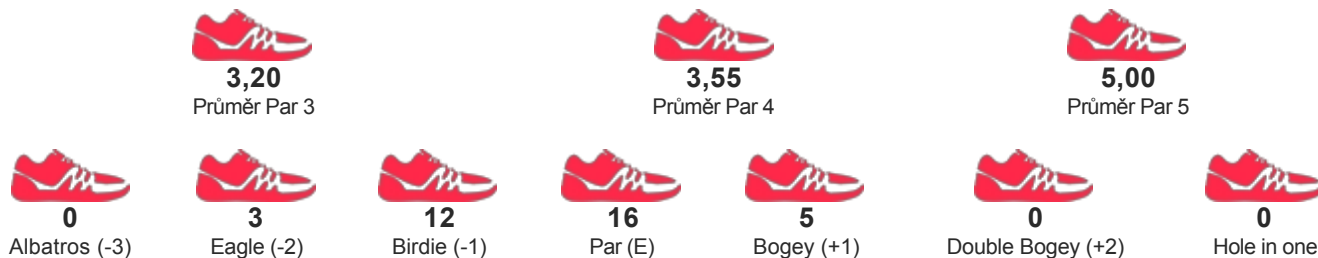 3,20
Průměr Par 3
3,55
Průměr Par 4
5,00
Průměr Par 5
0
Albatros (-3)
3
Eagle (-2)
12
Birdie (-1)
16
Par (E)
5
Bogey (+1)
0
Double Bogey (+2)
0
Hole in one